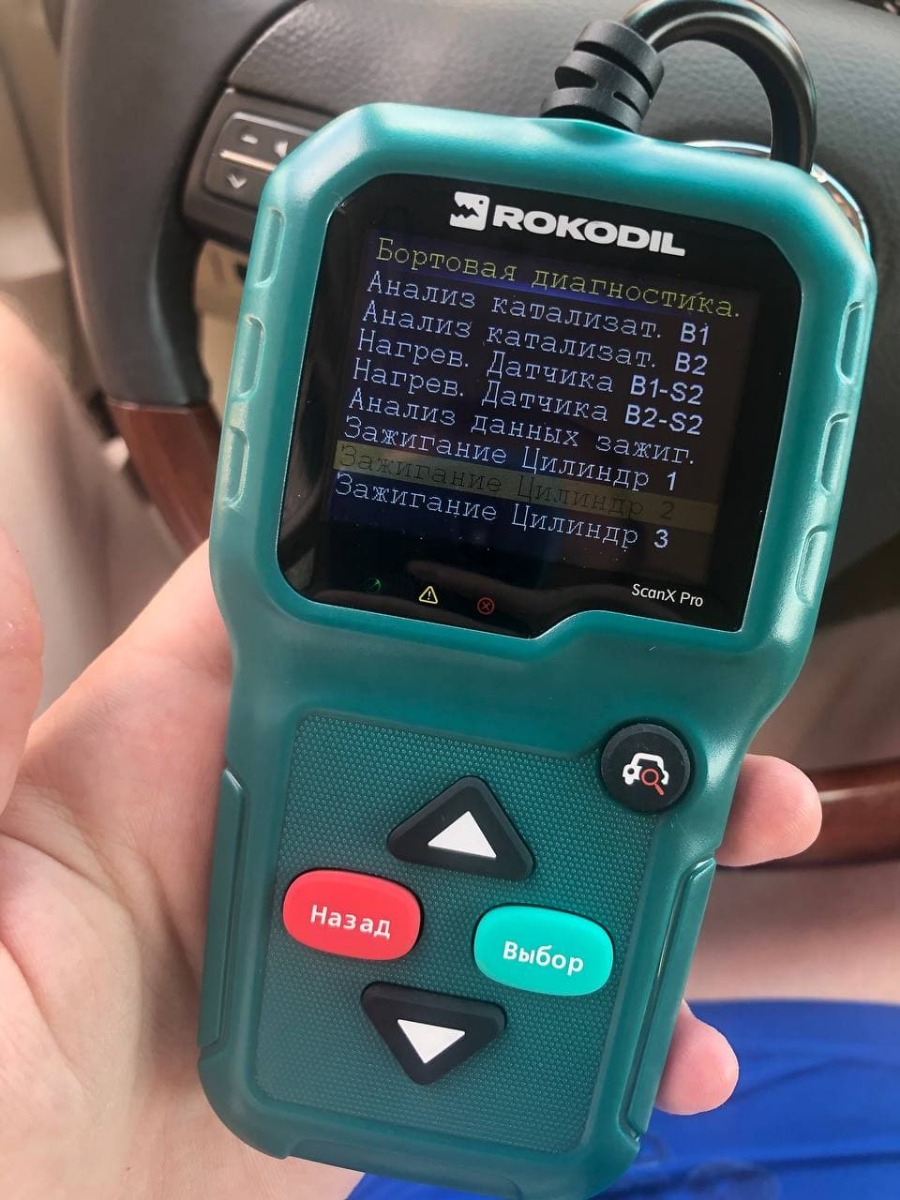 ROKODIL
Бортовая диагностика.
Анализ катализат. B1
Анализ катализат. B2
Нагрев. Датчика B1-S2
Нагрев. Датчика B2-S2
Анализ данных зажиг.
Зажигание Цилиндр 1
Зажигание Цилиндр 2
Зажигание Цилиндр 3
ScanX Pro
Назад
Выбор